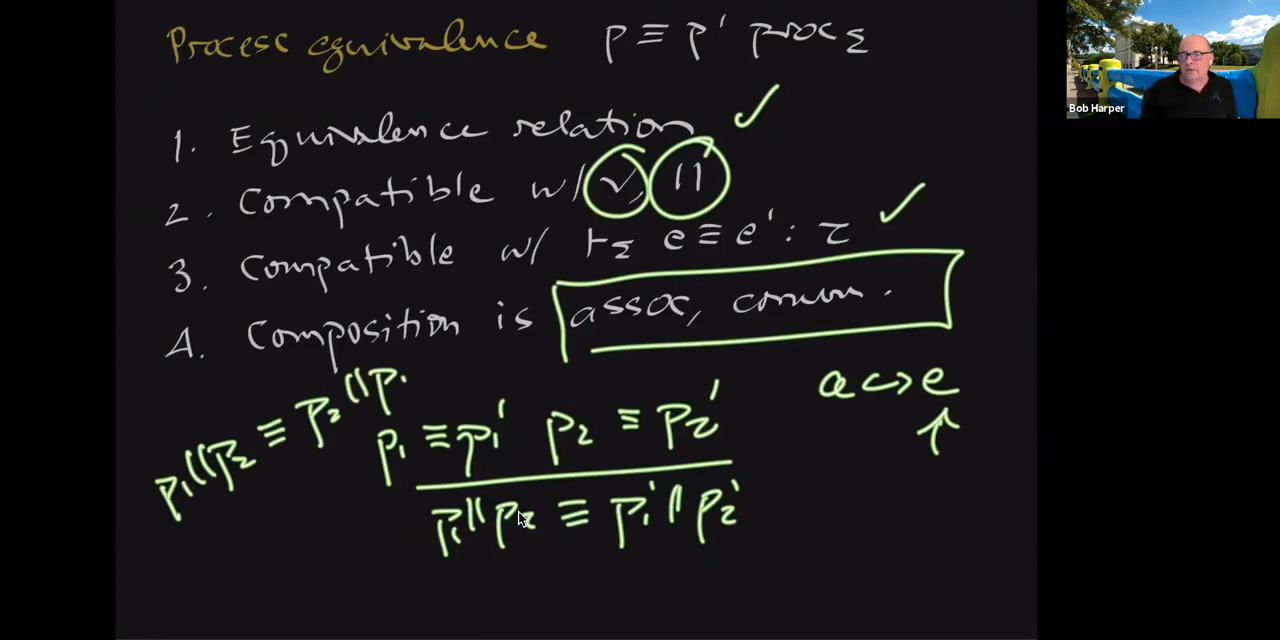 Process equivalence p ≡ p' proc Σ
Bob Harper
1. Equivalence relation ✓
2. Compatible w/ ν, ||
3. Compatible w/ ⊢Σ e ≡ e' : τ ✓
4. Composition is assoc, comm.
a ↪ e
↑
p1 || p2 ≡ p2 || p1
p1 ≡ p1' p2 ≡ p2'
p1 || p2 ≡ p1' || p2'